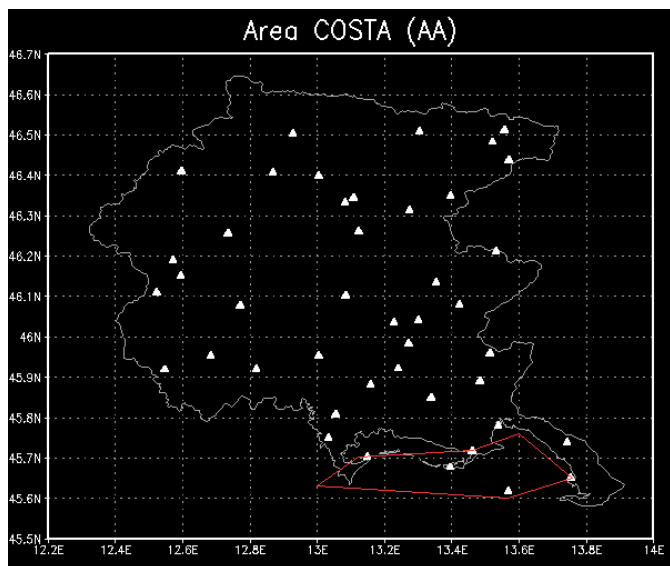 Area COSTA (AA)
46.7N
46.6N
46.5N
46.4N
46.3N
46.2N
46.1N
46N
45.9N
45.8N
45.7N
45.6N
45.5N
12.2E 12.4E 12.6E 12.8E 13E 13.2E 13.4E 13.6E 13.8E 14E